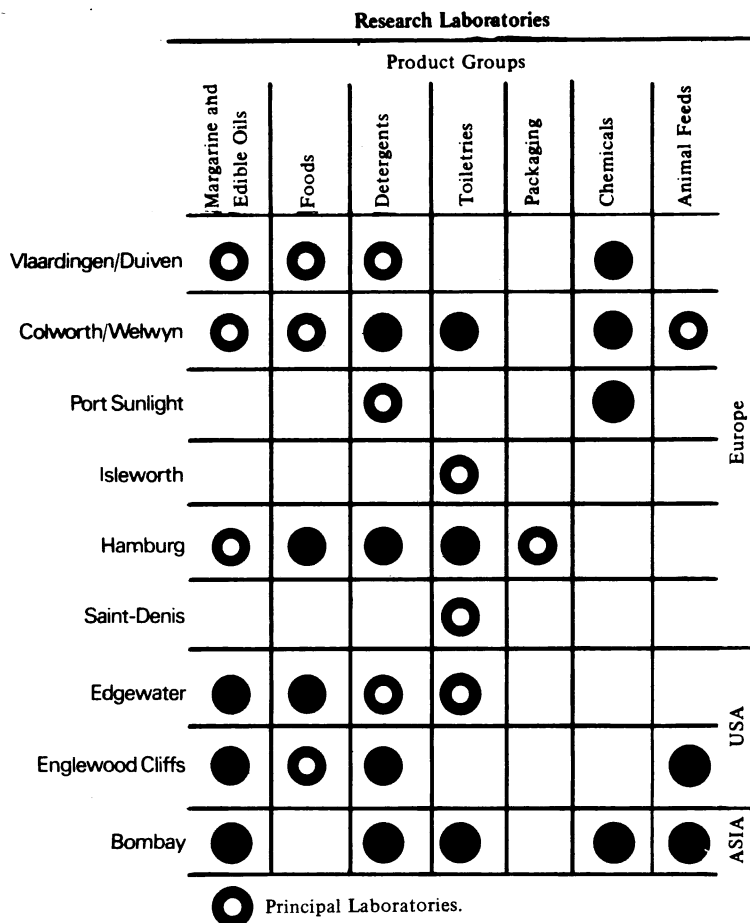 Research Laboratories
Product Groups
Margarine and
Edible Oils
Foods
Detergents
Toiletries
Packaging
Chemicals
Animal Feeds
Vlaardingen/Duiven
Colworth/Welwyn
Port Sunlight
Isleworth
Hamburg
Saint-Denis
Edgewater
Englewood Cliffs
Bombay
Europe
USA
ASIA
Principal Laboratories.